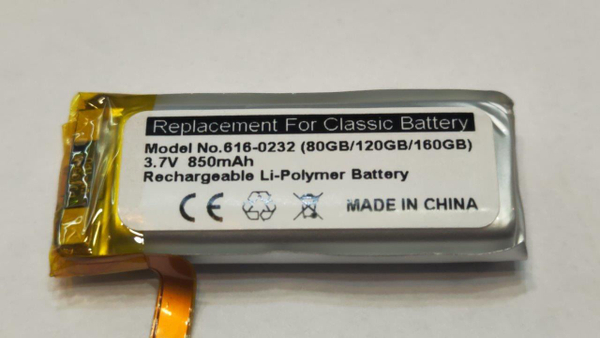 Replacement For Classic Battery
Model No.616-0232 (80GB/120GB/160GB)
3.7V 850mAh
Rechargeable Li-Polymer Battery
CE MADE IN CHINA